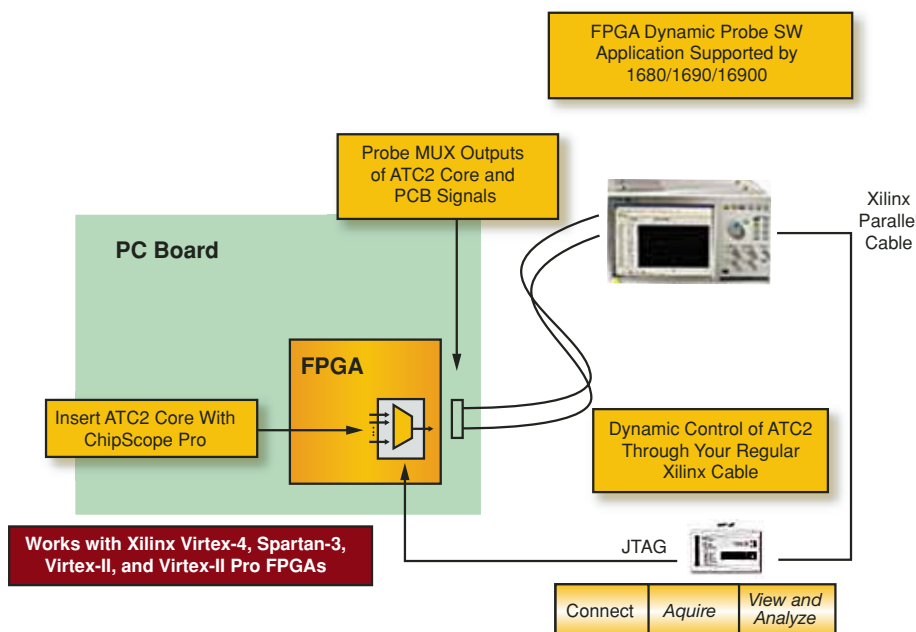 FPGA Dynamic Probe SW
Application Supported by
1680/1690/16900
Probe MUX Outputs
of ATC2 Core and
PCB Signals
Xilinx
Paralle
Cable
PC Board
FPGA
Insert ATC2 Core With
ChipScope Pro
Dynamic Control of ATC2
Through Your Regular
Xilinx Cable
Works with Xilinx Virtex-4, Spartan-3,
Virtex-II, and Virtex-II Pro FPGAs
JTAG
Connect
Aquire
View and
Analyze